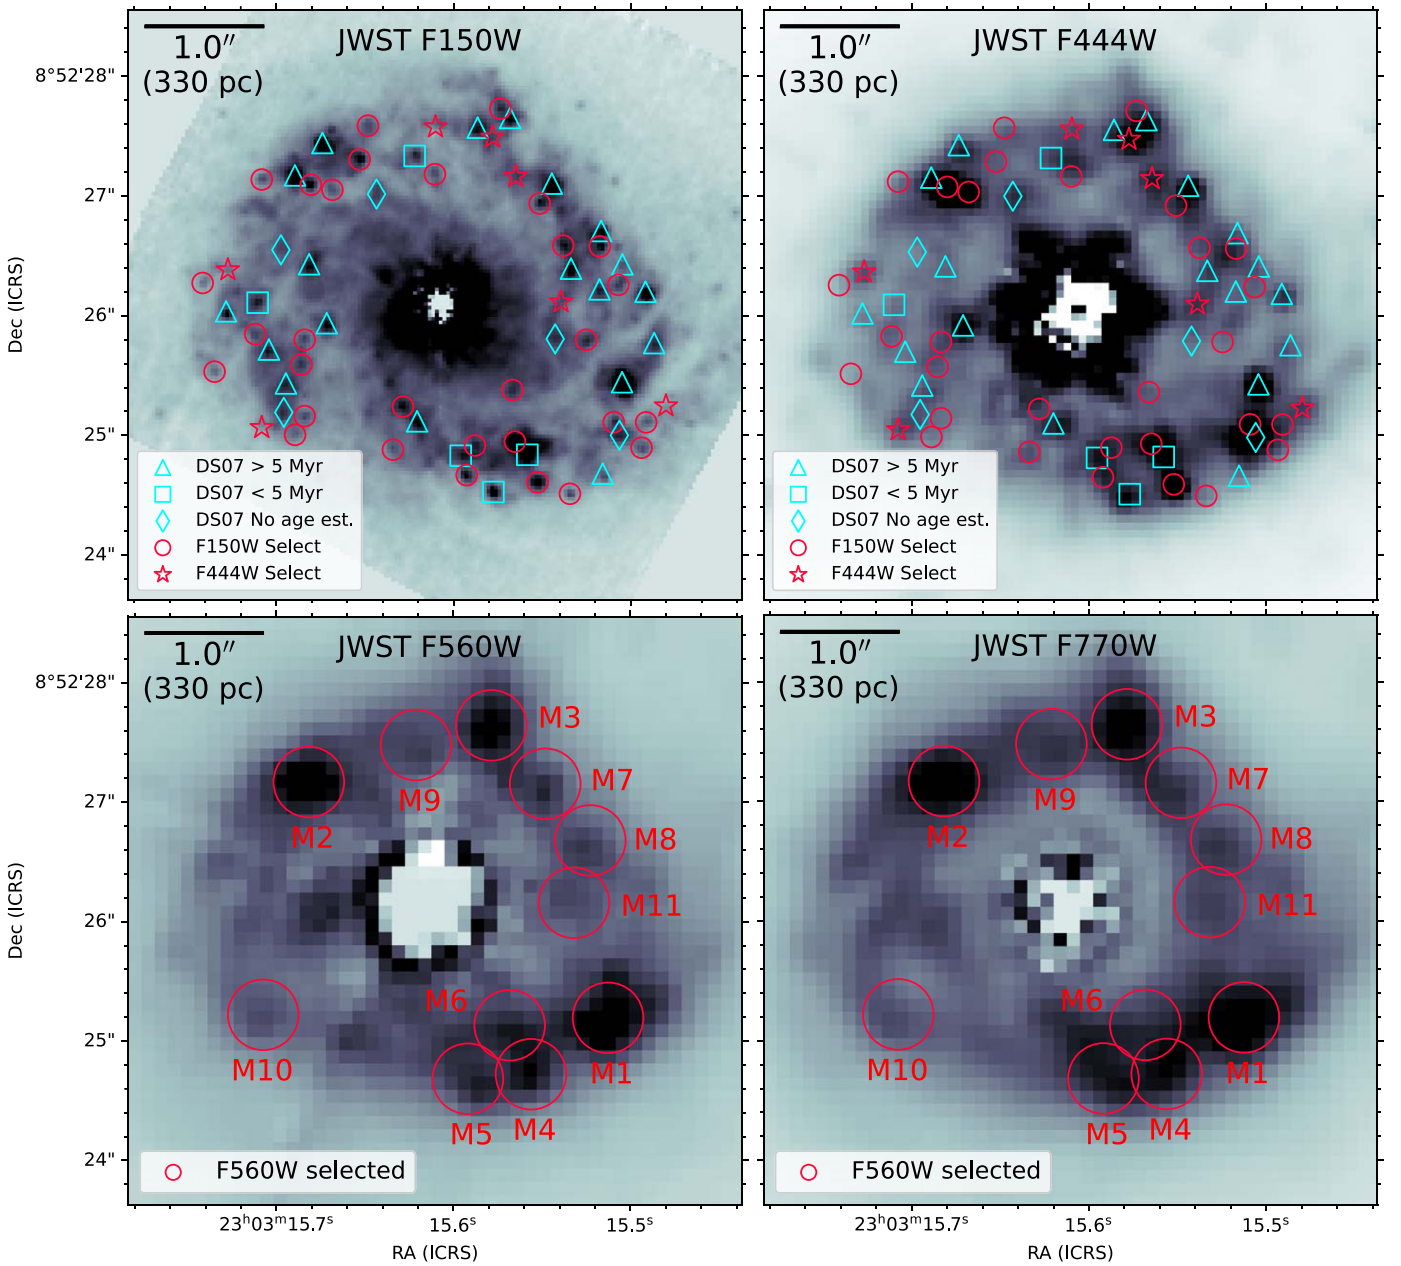 JWST F150W
1.0″
(330 pc)
8°52'28"
27"
26"
25"
24"
Dec (ICRS)
DS07 > 5 Myr
DS07 < 5 Myr
DS07 No age est.
F150W Select
F444W Select
JWST F444W
1.0″
(330 pc)
DS07 > 5 Myr
DS07 < 5 Myr
DS07 No age est.
F150W Select
F444W Select
JWST F560W
1.0″
(330 pc)
8°52'28"
27"
26"
25"
24"
Dec (ICRS)
M3
M9
M7
M2
M8
M11
M6
M10
M1
M5
M4
F560W selected
23ʰ03ᵐ15.7ˢ
15.6ˢ
15.5ˢ
RA (ICRS)
JWST F770W
1.0″
(330 pc)
M3
M9
M7
M2
M8
M11
M6
M10
M1
M5
M4
F560W selected
23ʰ03ᵐ15.7ˢ
15.6ˢ
15.5ˢ
RA (ICRS)